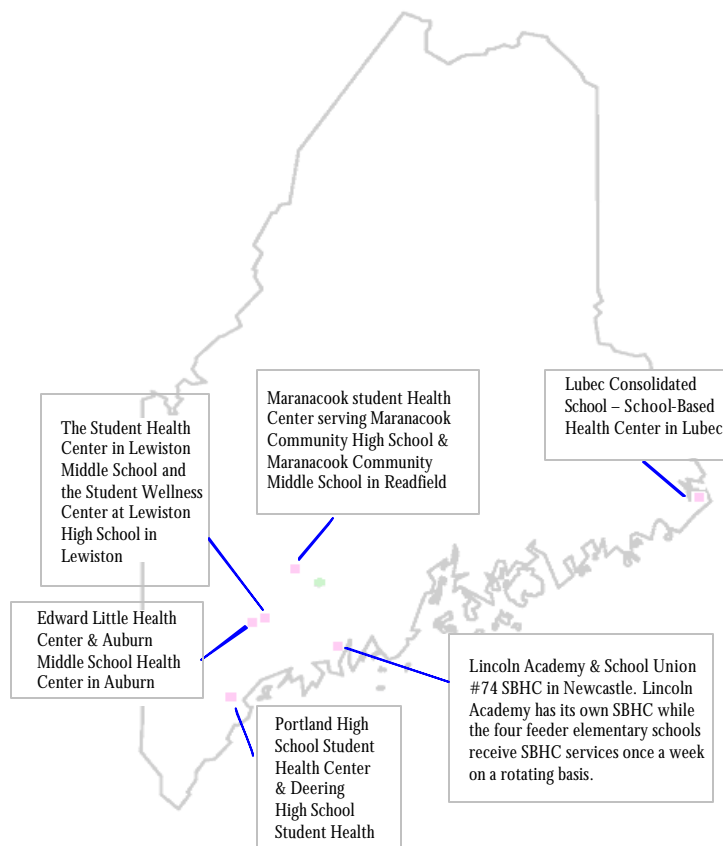 Lubec Consolidated
School – School-Based
Health Center in Lubec
Maranacook student Health
Center serving Maranacook
Community High School &
Maranacook Community
Middle School in Readfield
The Student Health
Center in Lewiston
Middle School and
the Student Wellness
Center at Lewiston
High School in
Lewiston
Edward Little Health
Center & Auburn
Middle School Health
Center in Auburn
Lincoln Academy & School Union
#74 SBHC in Newcastle. Lincoln
Academy has its own SBHC while
the four feeder elementary schools
receive SBHC services once a week
on a rotating basis.
Portland High
School Student
Health Center
& Deering
High School
Student Health